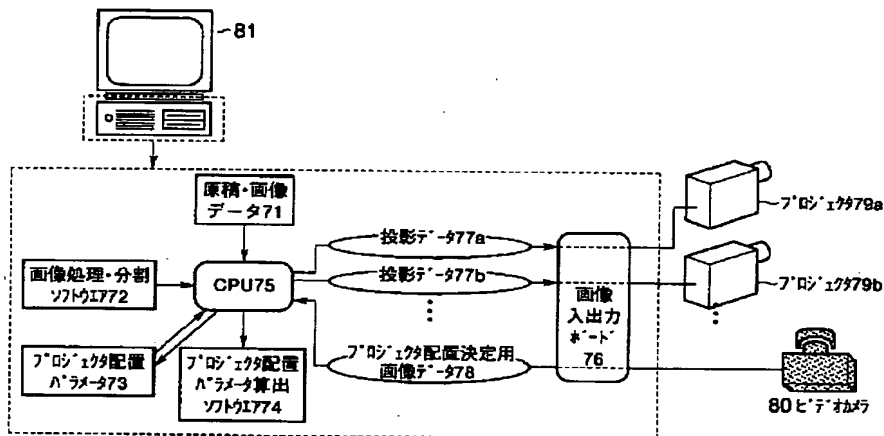 81
原稿・画像
データ71
画像処理・分割
ソフトウエア72
CPU75
プロジェクタ配置
パラメータ73
プロジェクタ配置
パラメータ算出
ソフトウエア74
投影データ77a
投影データ77b
プロジェクタ配置決定用
画像データ78
画像
入出力
ボード
76
プロジェクタ79a
プロジェクタ79b
80 ビデオカメラ